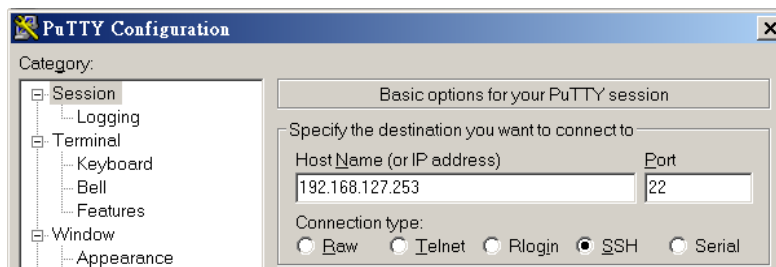 PuTTY Configuration
Category:
Session
Logging
Terminal
Keyboard
Bell
Features
Window
Appearance
Basic options for your PuTTY session
Specify the destination you want to connect to
Host Name (or IP address) Port
192.168.127.253 22
Connection type:
Raw Telnet Rlogin SSH Serial